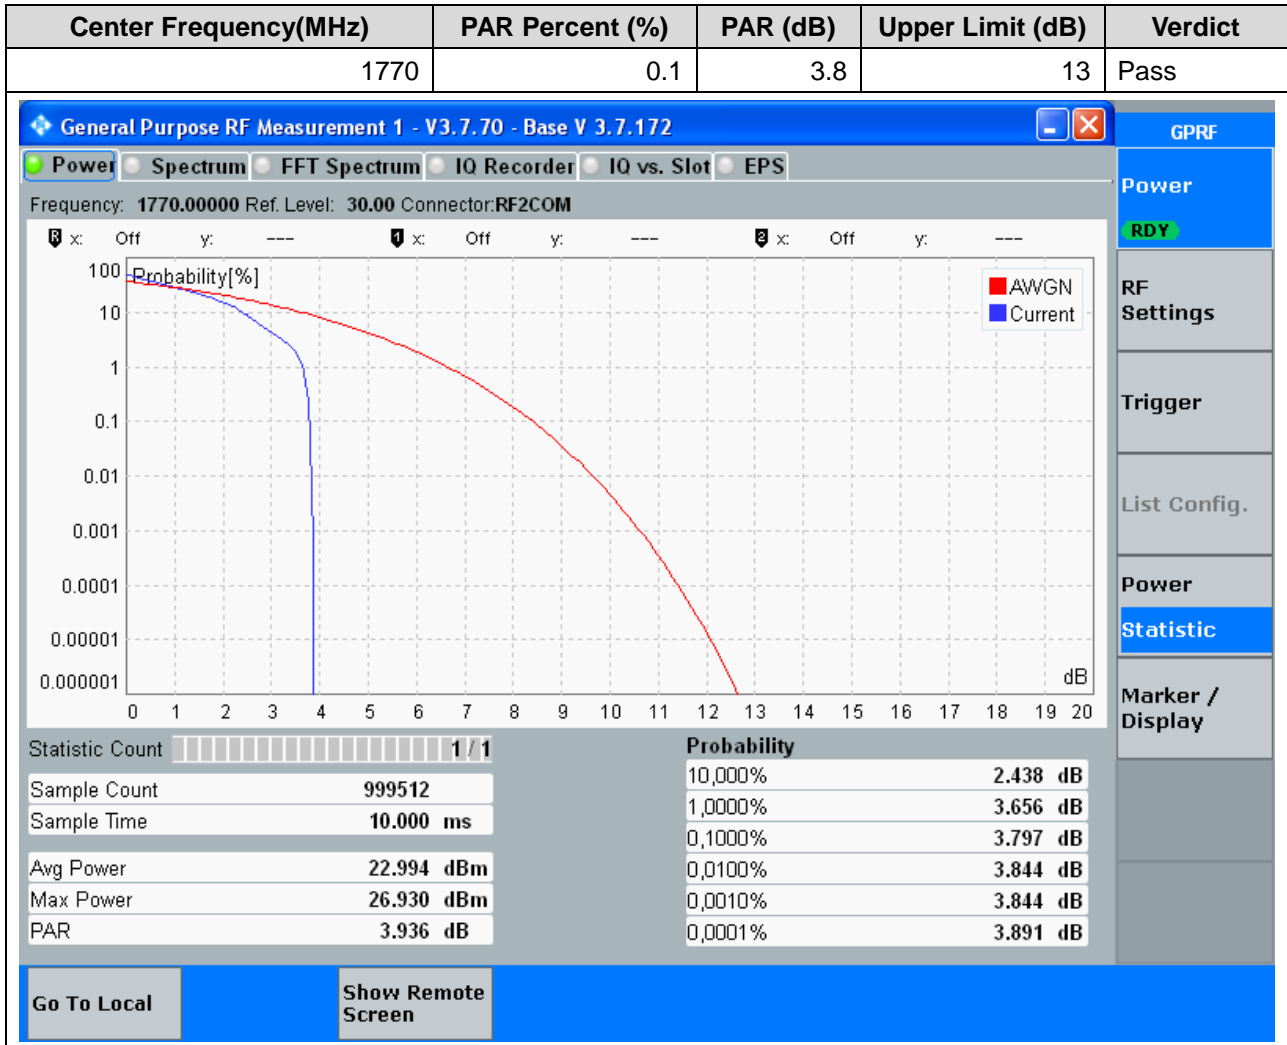 Center Frequency(MHz) PAR Percent (%) PAR (dB) Upper Limit (dB) Verdict
1770 0.1 3.8 13 Pass
General Purpose RF Measurement 1 - V3.7.70 - Base V 3.7.172
GPRF
Power Spectrum FFT Spectrum IQ Recorder IQ vs. Slot EPS
Power
RDY
Frequency: 1770.00000 Ref. Level: 30.00 Connector:RF2COM
R x: Off y: --- 1 x: Off y: --- 2 x: Off y: ---
Probability[%]
AWGN
Current
100
10
1
0.1
0.01
0.001
0.0001
0.00001
0.000001
dB
0 1 2 3 4 5 6 7 8 9 10 11 12 13 14 15 16 17 18 19 20
RF
Settings
Trigger
List Config.
Power
Statistic
Marker /
Display
Statistic Count 1 / 1
Sample Count 999512
Sample Time 10.000 ms
Avg Power 22.994 dBm
Max Power 26.930 dBm
PAR 3.936 dB
Probability
10,000% 2.438 dB
1,0000% 3.656 dB
0,1000% 3.797 dB
0,0100% 3.844 dB
0,0010% 3.844 dB
0,0001% 3.891 dB
Go To Local
Show Remote
Screen